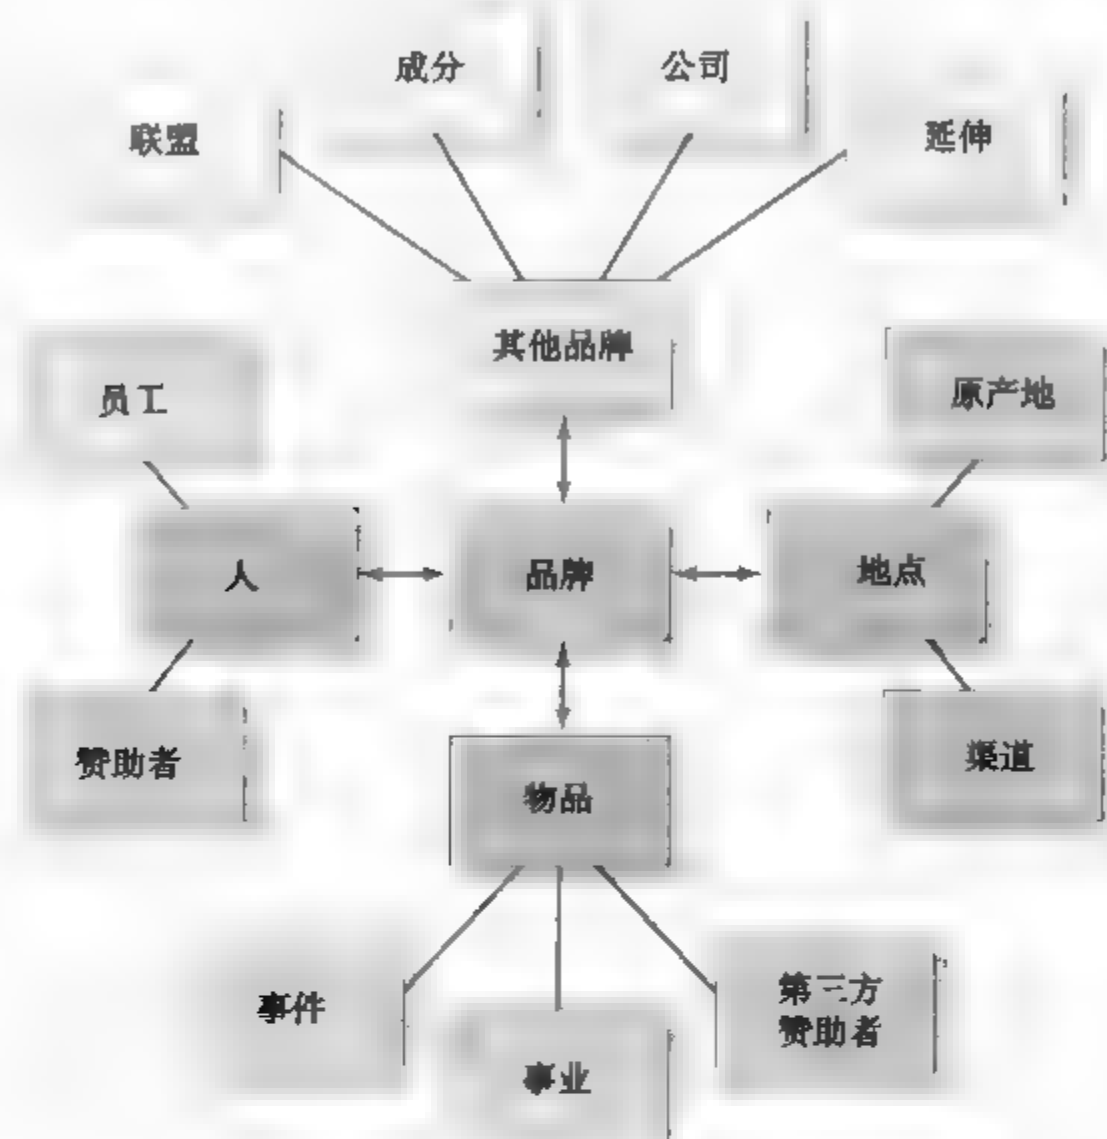 成分
公司
联盟
延伸
其他品牌
员工
原产地
人
品牌
地点
赞助者
渠道
物品
事件
第三方
赞助者
事业